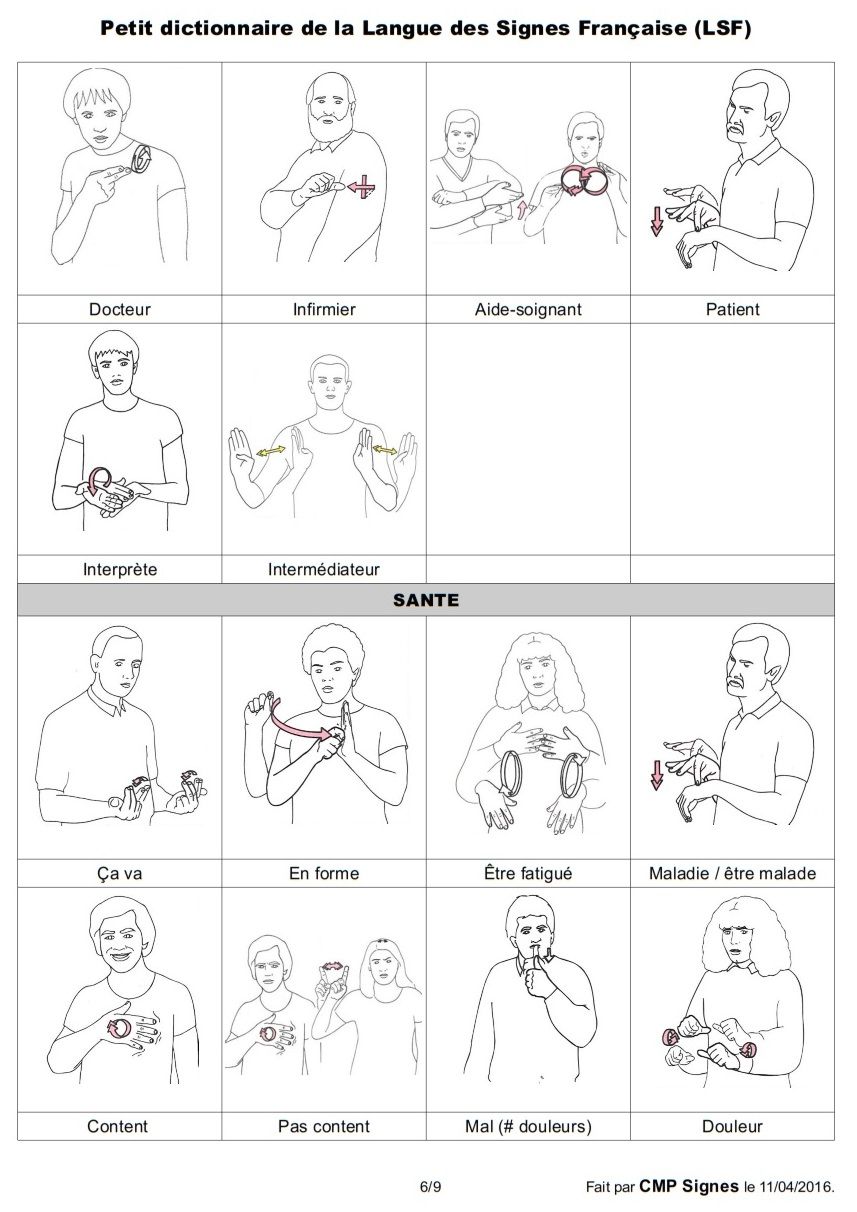 Petit dictionnaire de la Langue des Signes Française (LSF)
Docteur
Infirmier
Aide-soignant
Patient
Interprète
Intermédiateur
SANTE
Ça va
En forme
Être fatigué
Maladie / être malade
Content
Pas content
Mal (# douleurs)
Douleur
6/9
Fait par CMP Signes le 11/04/2016.